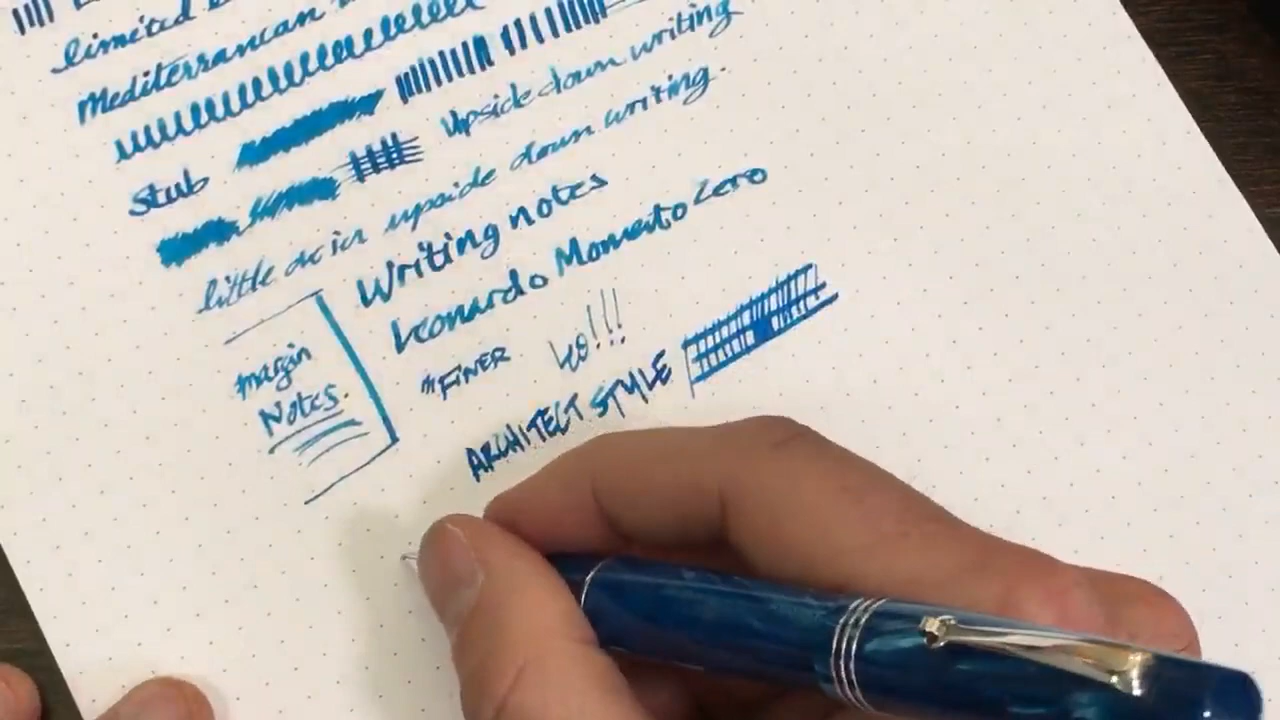 limited
Mediterranean
Stub
Upside down writing
little upside down writing.
Writing notes
Leonardo Momento Zero
margin
Notes.
"FINER
ARCHITECT STYLE